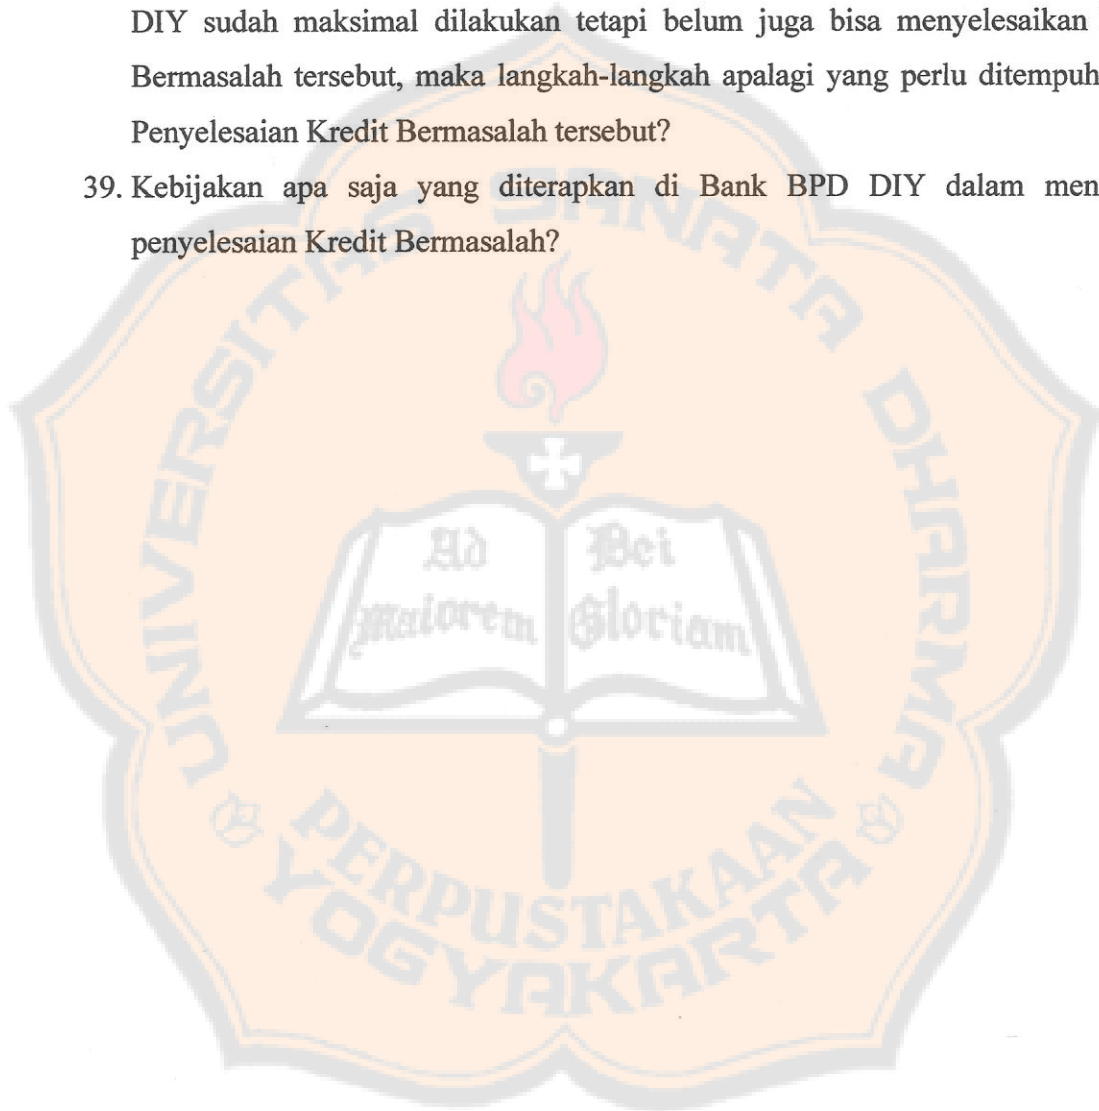 DIY sudah maksimal dilakukan tetapi belum juga bisa menyelesaikan
Bermasalah tersebut, maka langkah-langkah apalagi yang perlu ditempuh
Penyelesaian Kredit Bermasalah tersebut?
39. Kebijakan apa saja yang diterapkan di Bank BPD DIY dalam men
penyelesaian Kredit Bermasalah?
UNIVERSITAS SANATA DHARMA
Ad Dei
maiorem Gloriam
PERPUSTAKAAN
YOGYAKARTA